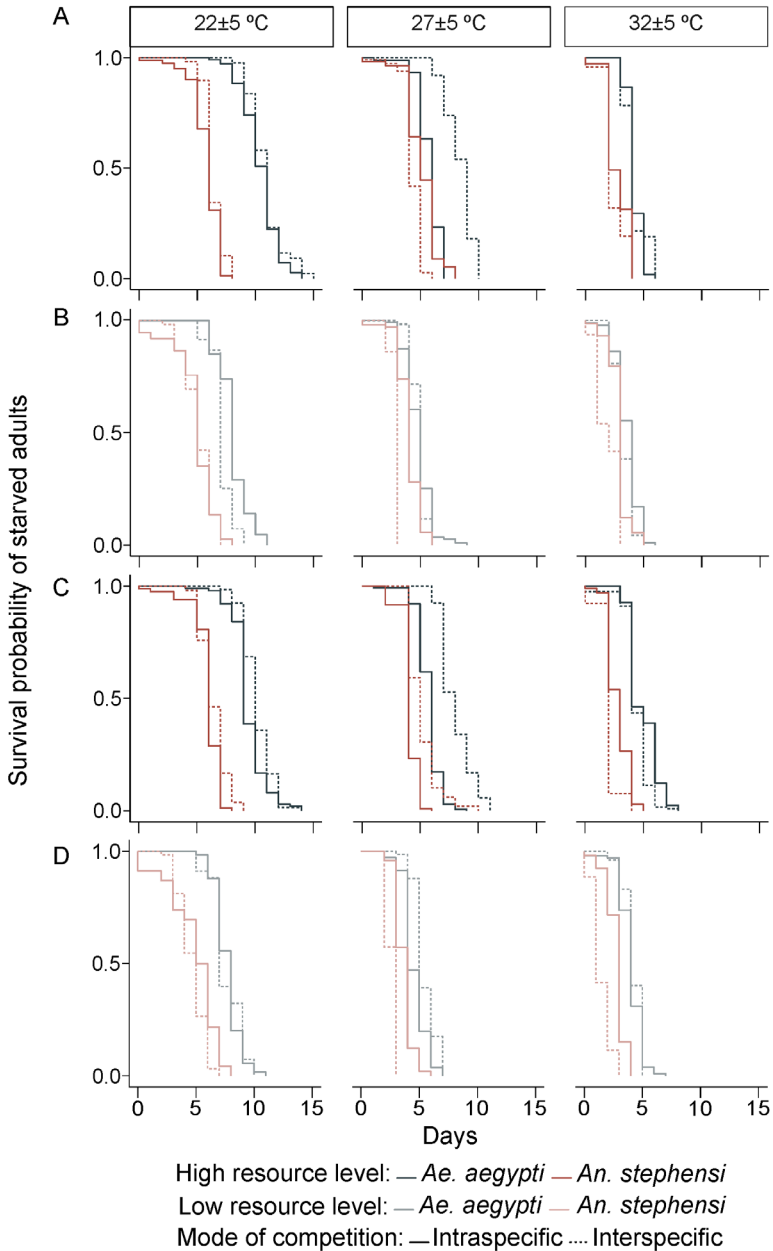 A
22±5 ºC
27±5 ºC
32±5 ºC
1.0
0.5
0.0
0 5 10 15
0 5 10 15
0 5 10 15
B
1.0
0.5
0.0
C
1.0
0.5
0.0
D
1.0
0.5
0.0
Survival probability of starved adults
Days
High resource level: Ae. aegypti An. stephensi
Low resource level: Ae. aegypti An. stephensi
Mode of competition: Intraspecific Interspecific